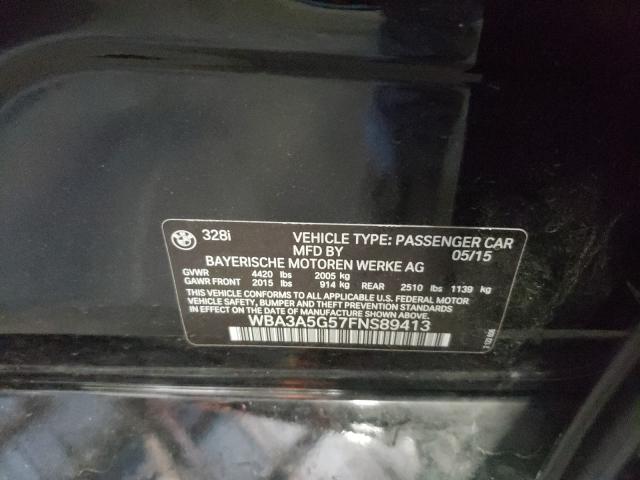 328i VEHICLE TYPE: PASSENGER CAR
MFD BY 05/15
BAYERISCHE MOTOREN WERKE AG
GVWR 4420 lbs 2005 kg
GAWR FRONT 2015 lbs 914 kg REAR 2510 lbs 1139 kg
THIS VEHICLE CONFORMS TO ALL APPLICABLE U.S. FEDERAL MOTOR
VEHICLE SAFETY, BUMPER AND THEFT PREVENTION STANDARDS
IN EFFECT ON THE DATE OF MANUFACTURE SHOWN ABOVE.
WBA3A5G57FNS89413